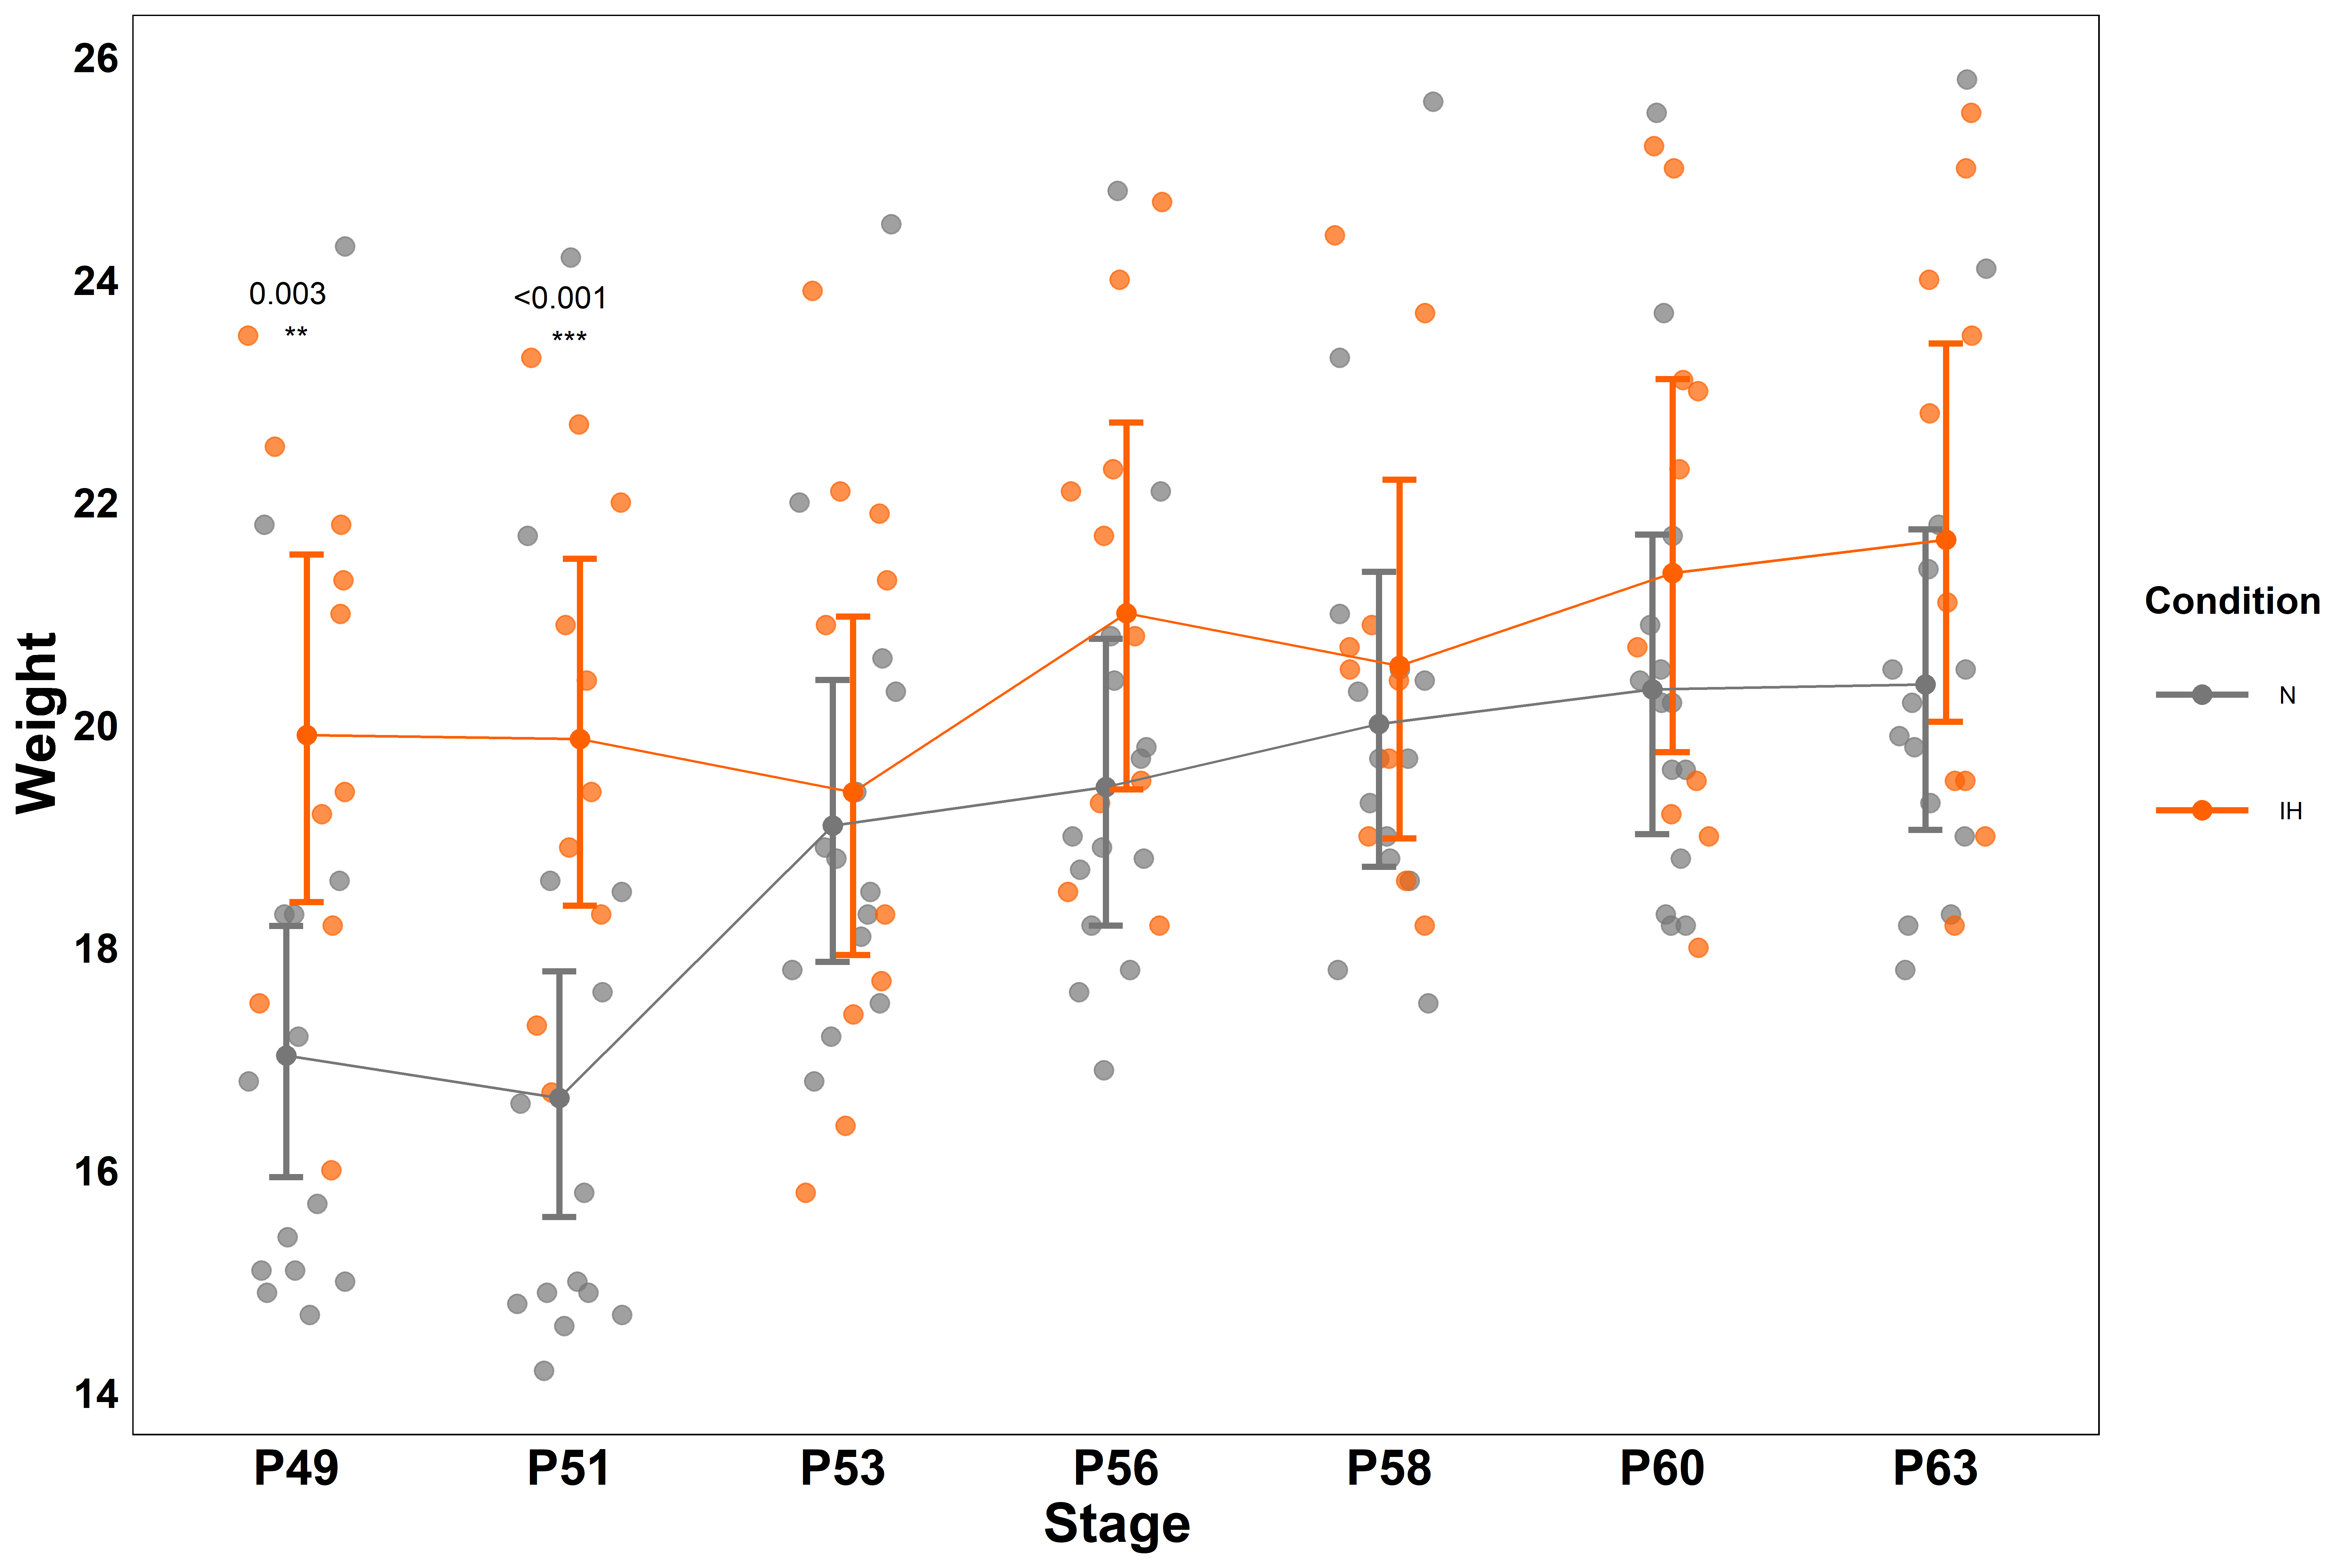 26
24
22
20
18
16
14
Weight
0.003
**
<0.001
***
P49 P51 P53 P56 P58 P60 P63
Stage
Condition
N
IH